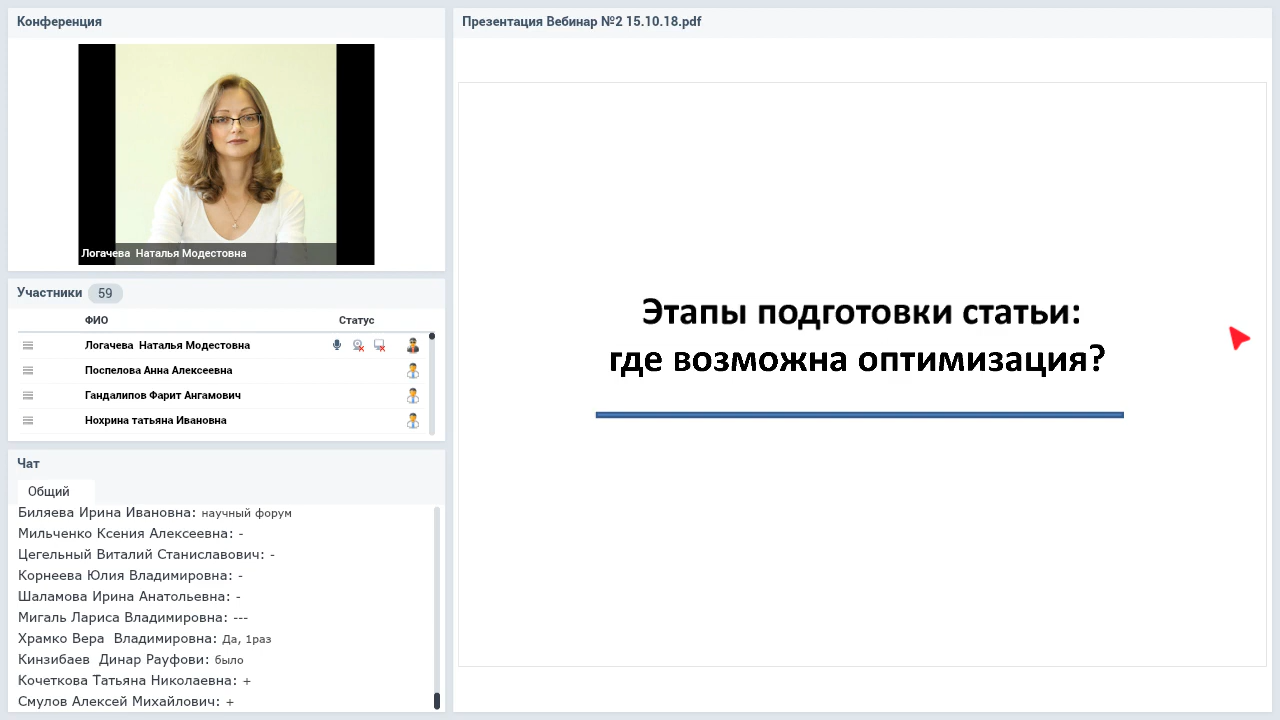 Конференция
Логачева  Наталья Модестовна
Участники 59
ФИО Статус
Логачева  Наталья Модестовна
Поспелова Анна Алексеевна
Гандалипов Фарит Ангамович
Нохрина татьяна Ивановна
Чат
Общий
Биляева Ирина Ивановна: научный форум
Мильченко Ксения Алексеевна: -
Цегельный Виталий Станиславович: -
Корнеева Юлия Владимировна: -
Шаламова Ирина Анатольевна: -
Мигаль Лариса Владимировна: ---
Храмко Вера  Владимировна: Да, 1раз
Кинзибаев  Динар Рауфови: было
Кочеткова Татьяна Николаевна: +
Смулов Алексей Михайлович: +
Презентация Вебинар №2 15.10.18.pdf
Этапы подготовки статьи:
где возможна оптимизация?